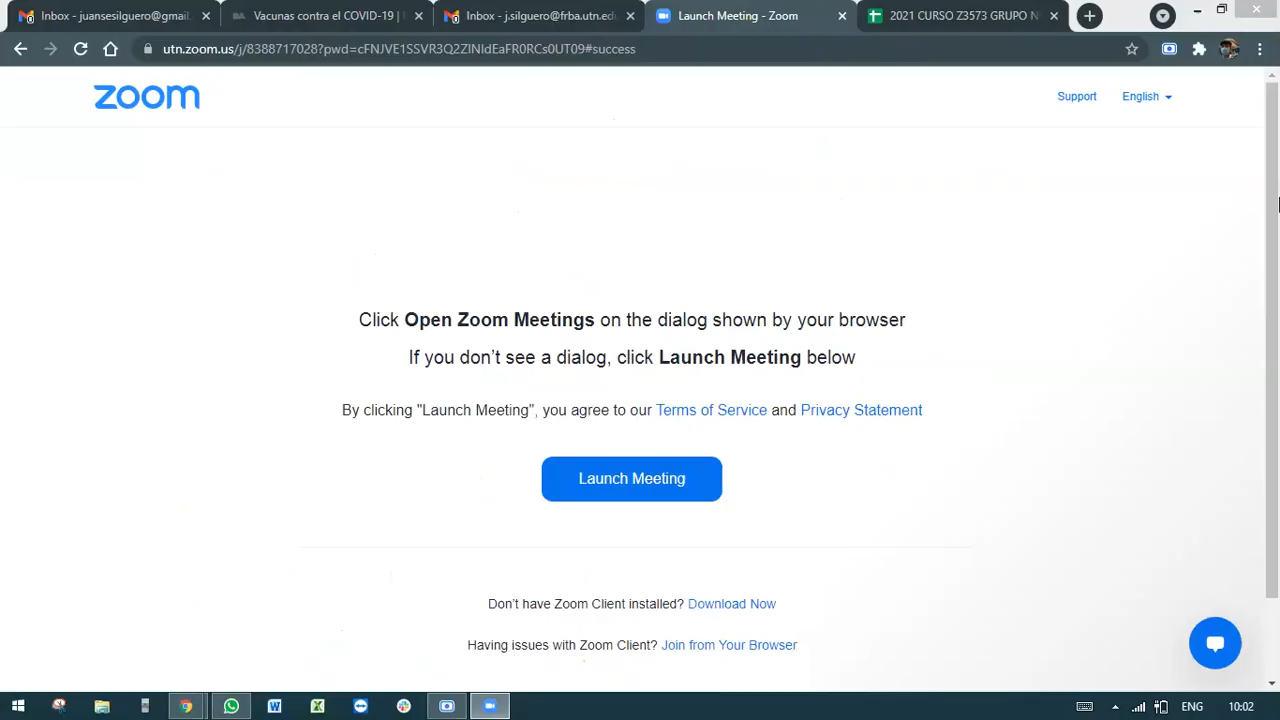 Inbox - juansesilguero@gmail.
Vacunas contra el COVID-19 |
Inbox - j.silguero@frba.utn.edu
Launch Meeting - Zoom
2021 CURSO Z3573 GRUPO N
utn.zoom.us/j/8388717028?pwd=cFNJVE1SSVR3Q2ZlNldEaFR0RCs0UT09#success
zoom
Support
English
Click Open Zoom Meetings on the dialog shown by your browser
If you don't see a dialog, click Launch Meeting below
By clicking "Launch Meeting", you agree to our Terms of Service and Privacy Statement
Launch Meeting
Don't have Zoom Client installed? Download Now
Having issues with Zoom Client? Join from Your Browser
ENG
10:02